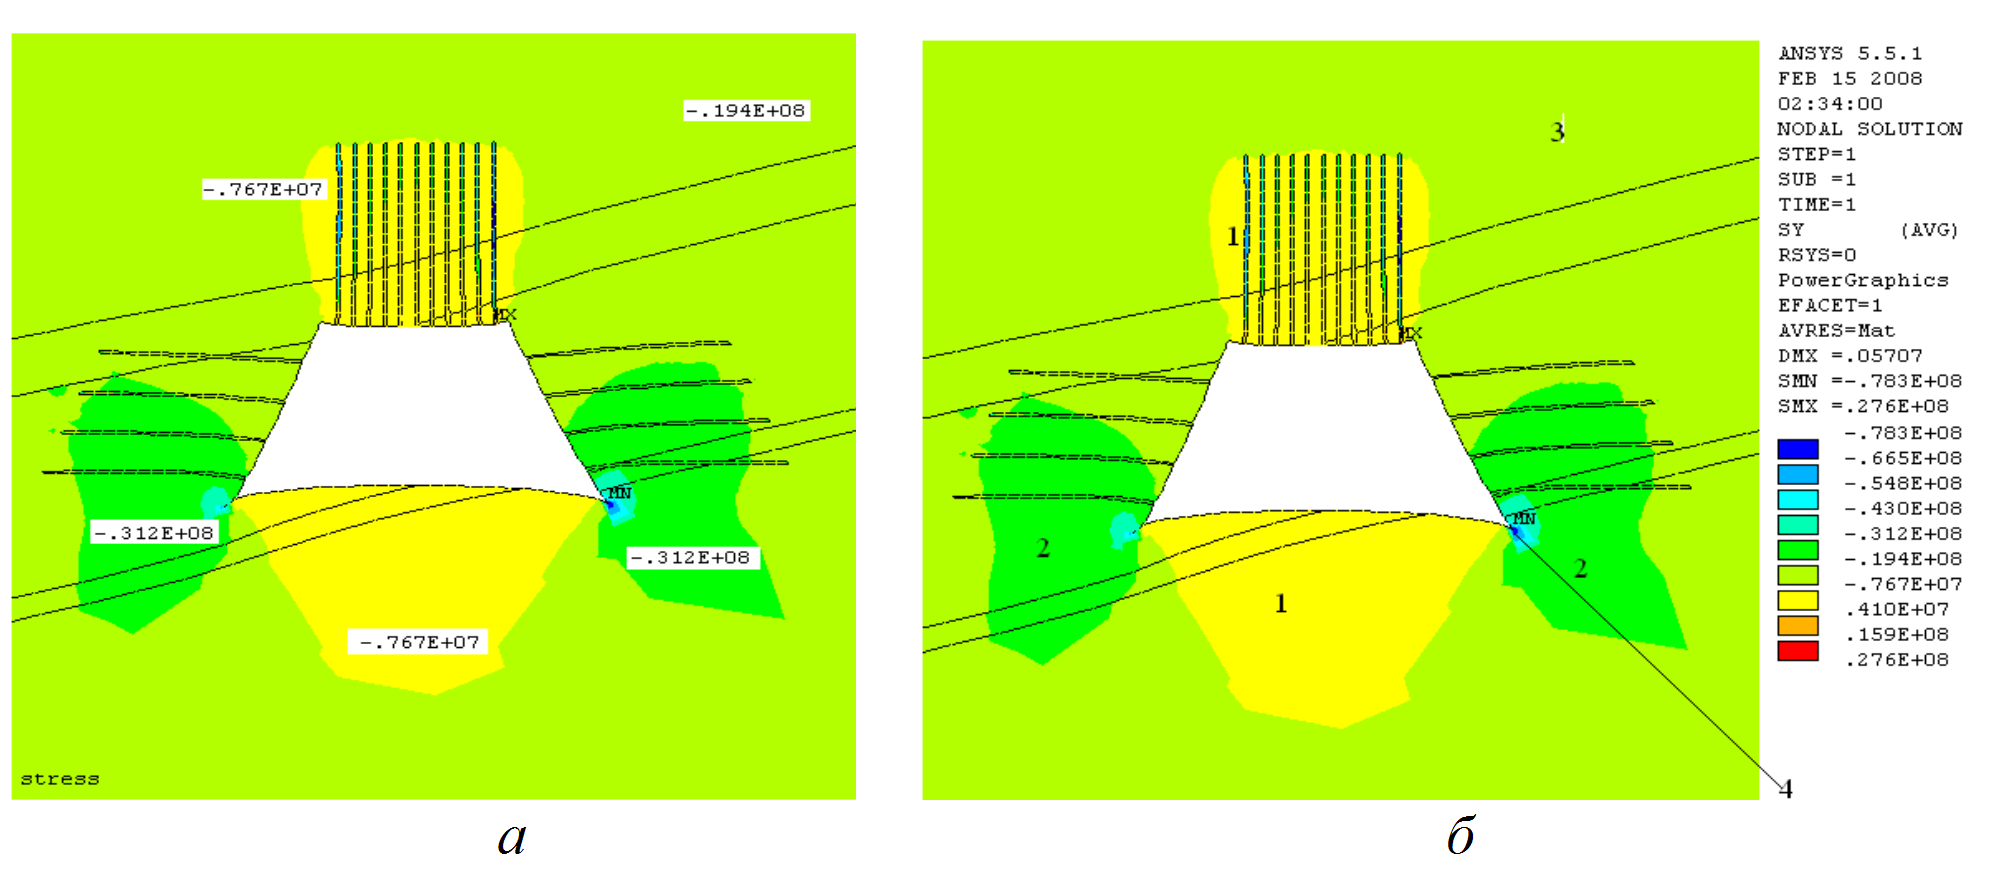 -.194E+08
-.767E+07
MX
MN
-.312E+08
-.312E+08
-.767E+07
stress
а
3
1
MX
MN
2
2
1
4
б
ANSYS 5.5.1
FEB 15 2008
02:34:00
NODAL SOLUTION
STEP=1
SUB =1
TIME=1
SY (AVG)
RSYS=0
PowerGraphics
EFACET=1
AVRES=Mat
DMX =.05707
SMN =-.783E+08
SMX =.276E+08
-.783E+08
-.665E+08
-.548E+08
-.430E+08
-.312E+08
-.194E+08
-.767E+07
.410E+07
.159E+08
.276E+08